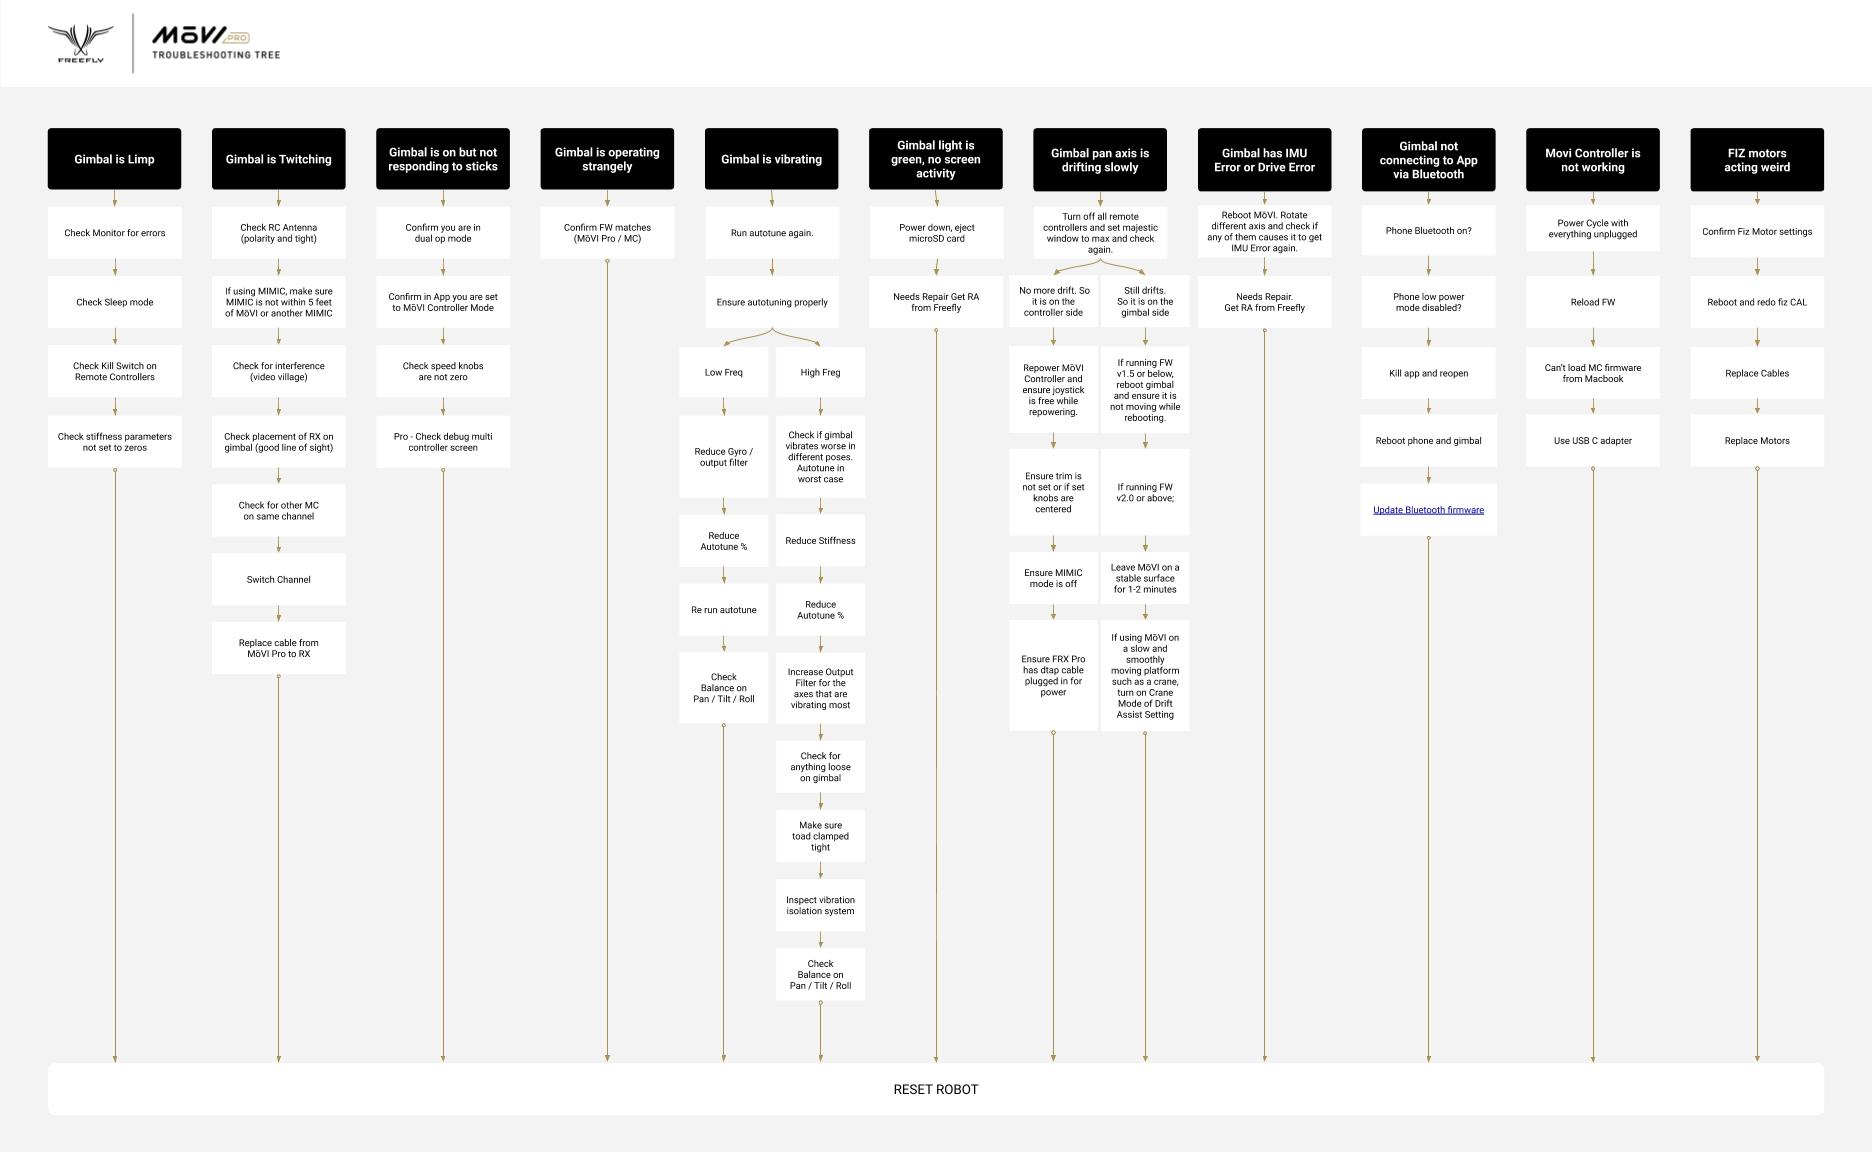 FREEFLY
MōVI PRO
TROUBLESHOOTING TREE
Gimbal is Limp
Check Monitor for errors
Check Sleep mode
Check Kill Switch on
Remote Controllers
Check stiffness parameters
not set to zeros
Gimbal is Twitching
Check RC Antenna
(polarity and tight)
If using MIMIC, make sure
MIMIC is not within 5 feet
of MōVI or another MIMIC
Check for interference
(video village)
Check placement of RX on
gimbal (good line of sight)
Check for other MC
on same channel
Switch Channel
Replace cable from
MōVI Pro to RX
Gimbal is on but not
responding to sticks
Confirm you are in
dual op mode
Confirm in App you are set
to MōVI Controller Mode
Check speed knobs
are not zero
Pro - Check debug multi
controller screen
Gimbal is operating
strangely
Confirm FW matches
(MōVI Pro / MC)
Gimbal is vibrating
Run autotune again.
Ensure autotuning properly
Low Freq
Reduce Gyro /
output filter
Reduce
Autotune %
Re run autotune
Check
Balance on
Pan / Tilt / Roll
High Freg
Check if gimbal
vibrates worse in
different poses.
Autotune in
worst case
Reduce Stiffness
Reduce
Autotune %
Increase Output
Filter for the
axes that are
vibrating most
Check for
anything loose
on gimbal
Make sure
toad clamped
tight
Inspect vibration
isolation system
Check
Balance on
Pan / Tilt / Roll
Gimbal light is
green, no screen
activity
Power down, eject
microSD card
Needs Repair Get RA
from Freefly
Gimbal pan axis is
drifting slowly
Turn off all remote
controllers and set majestic
window to max and check
again.
No more drift. So
it is on the
controller side
Repower MōVI
Controller and
ensure joystick
is free while
repowering.
Ensure trim is
not set or if set
knobs are
centered
Ensure MIMIC
mode is off
Ensure FRX Pro
has dtap cable
plugged in for
power
Still drifts.
So it is on the
gimbal side
If running FW
v1.5 or below,
reboot gimbal
and ensure it is
not moving while
rebooting.
If running FW
v2.0 or above;
Leave MōVI on a
stable surface
for 1-2 minutes
If using MōVI on
a slow and
smoothly
moving platform
such as a crane,
turn on Crane
Mode of Drift
Assist Setting
Gimbal has IMU
Error or Drive Error
Reboot MōVI. Rotate
different axis and check if
any of them causes it to get
IMU Error again.
Needs Repair.
Get RA from Freefly
Gimbal not
connecting to App
via Bluetooth
Phone Bluetooth on?
Phone low power
mode disabled?
Kill app and reopen
Reboot phone and gimbal
Update Bluetooth firmware
Movi Controller is
not working
Power Cycle with
everything unplugged
Reload FW
Can't load MC firmware
from Macbook
Use USB C adapter
FIZ motors
acting weird
Confirm Fiz Motor settings
Reboot and redo fiz CAL
Replace Cables
Replace Motors
RESET ROBOT